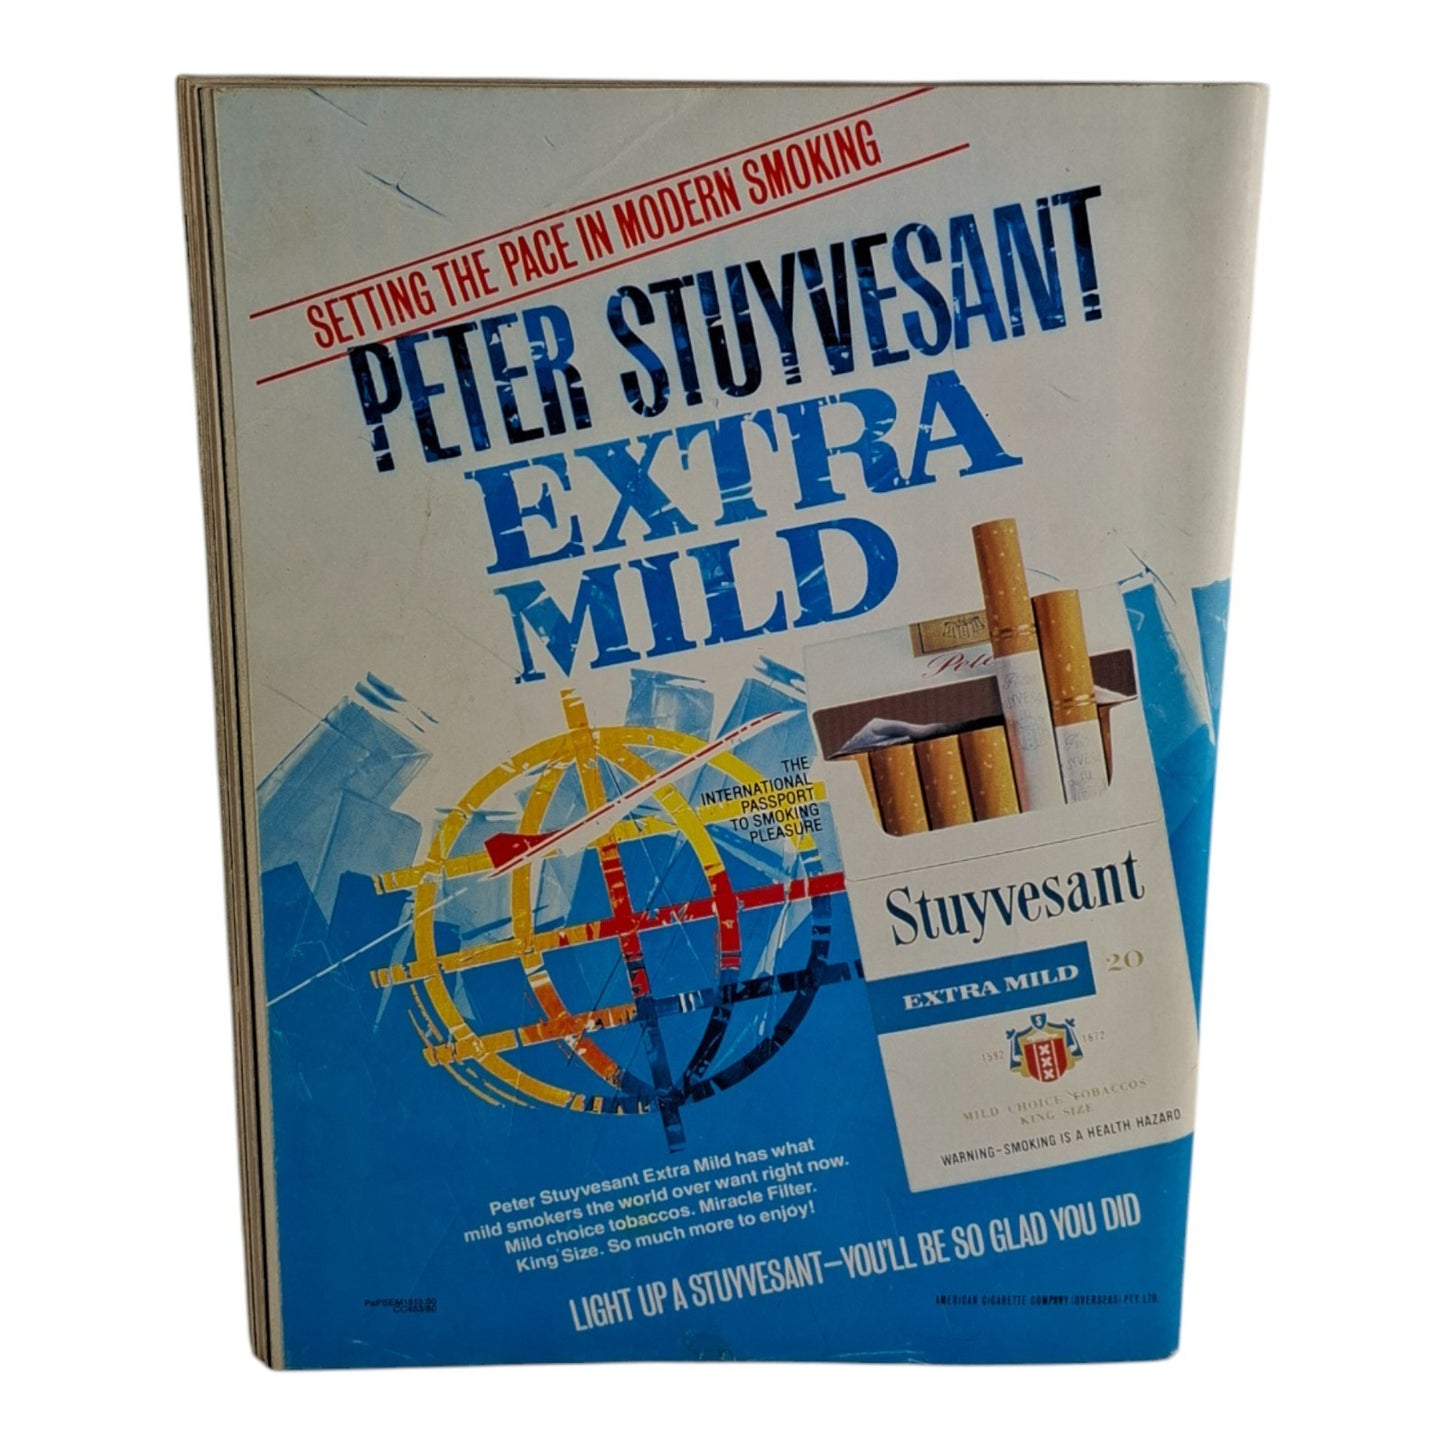 SETTING THE PACE IN MODERN SMOKING
PETER STUYVESANT
EXTRA
MILD
THE
INTERNATIONAL
PASSPORT
TO SMOKING
PLEASURE
Stuyvesant
EXTRA MILD
20
1592 1672
MILD CHOICE TOBACCOS
KING SIZE
WARNING-SMOKING IS A HEALTH HAZARD
Peter Stuyvesant Extra Mild has what
mild smokers the world over want right now.
Mild choice tobaccos. Miracle Filter.
King Size. So much more to enjoy!
LIGHT UP A STUYVESANT—YOU'LL BE SO GLAD YOU DID
AMERICAN CIGARETTE COMPANY (OVERSEAS) PTY. LTD.